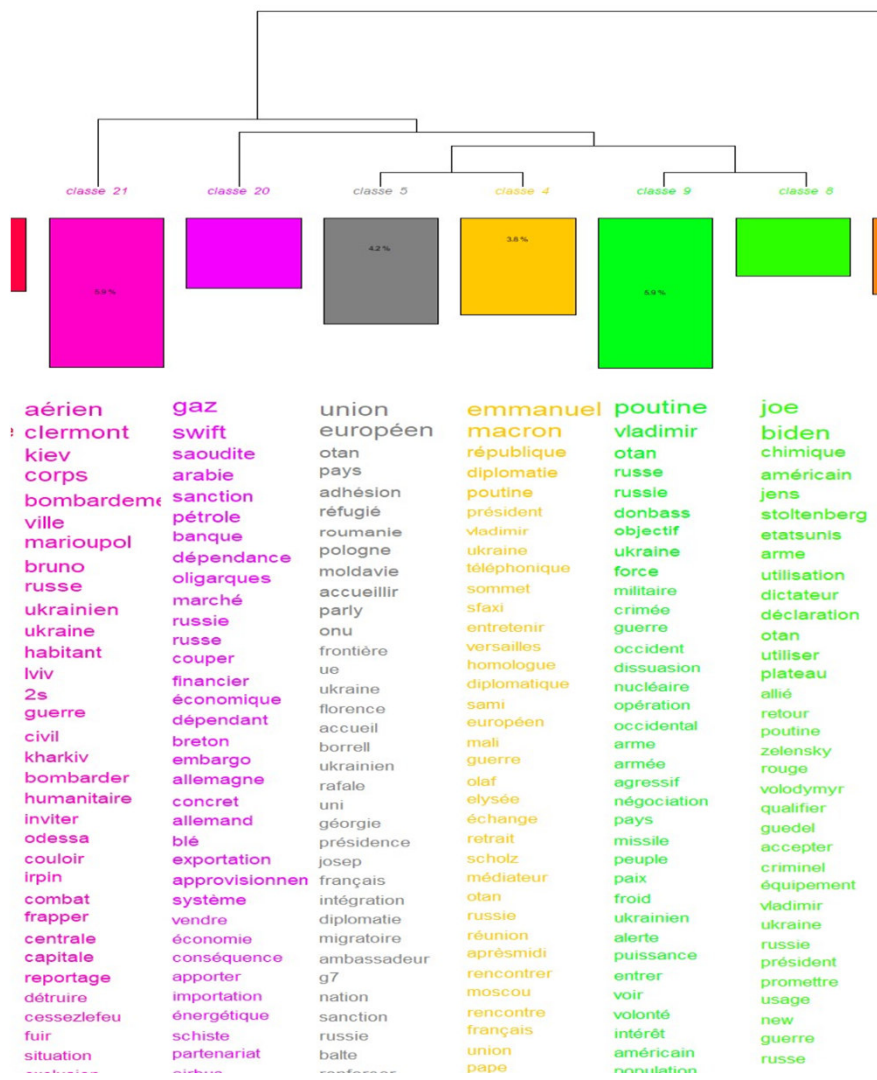 classe 21
classe 20
classe 5
classe 4
classe 9
classe 8
5.9 %
4.2 %
3.8 %
5.9 %
aérien
clermont
kiev
corps
bombardeme
ville
marioupol
bruno
russe
ukrainien
ukraine
habitant
lviv
2s
guerre
civil
kharkiv
bombarder
humanitaire
inviter
odessa
couloir
irpin
combat
frapper
centrale
capitale
reportage
détruire
cessezlefeu
fuir
situation
gaz
swift
saoudite
arabie
sanction
pétrole
banque
dépendance
oligarques
marché
russie
russe
couper
financier
économique
dépendant
breton
embargo
allemagne
concret
allemand
blé
exportation
approvisionnen
système
vendre
économie
conséquence
apporter
importation
énergétique
schiste
partenariat
airbus
union
européen
otan
pays
adhésion
réfugié
roumanie
pologne
moldavie
accueillir
parly
onu
frontière
ue
ukraine
florence
accueil
borrell
ukrainien
rafale
uni
géorgie
présidence
josep
français
intégration
diplomatie
migratoire
ambassadeur
g7
nation
sanction
russie
balte
renforcer
emmanuel
macron
république
diplomatie
poutine
président
vladimir
ukraine
téléphonique
sommet
sfaxi
entretenir
versailles
homologue
diplomatique
sami
européen
mali
guerre
olaf
elysée
échange
retrait
scholz
médiateur
otan
russie
réunion
aprèsmidi
rencontrer
moscou
rencontre
français
union
pape
poutine
vladimir
otan
russe
russie
donbass
objectif
ukraine
force
militaire
crimée
guerre
occident
dissuasion
nucléaire
opération
occidental
arme
armée
agressif
négociation
pays
missile
peuple
paix
froid
ukrainien
alerte
puissance
entrer
voir
volonté
intérêt
américain
population
joe
biden
chimique
américain
jens
stoltenberg
etatsunis
arme
utilisation
dictateur
déclaration
otan
utiliser
plateau
allié
retour
poutine
zelensky
rouge
volodymyr
qualifier
guedel
accepter
criminel
équipement
vladimir
ukraine
russie
président
promettre
usage
new
guerre
russe